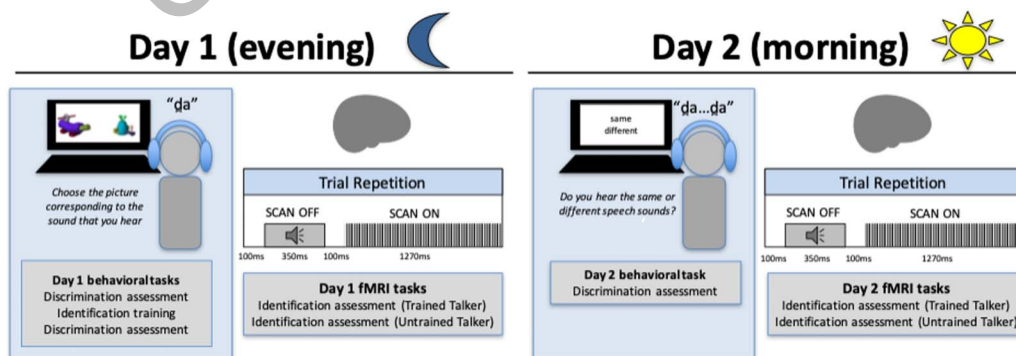 Day 1 (evening)
"d̪a"
Choose the picture
corresponding to the
sound that you hear
Day 1 behavioral tasks
Discrimination assessment
Identification training
Discrimination assessment
Trial Repetition
SCAN OFF SCAN ON
100ms 350ms 100ms 1270ms
Day 1 fMRI tasks
Identification assessment (Trained Talker)
Identification assessment (Untrained Talker)
Day 2 (morning)
"d̪a...d̪a"
same
different
Do you hear the same or
different speech sounds?
Day 2 behavioral task
Discrimination assessment
Trial Repetition
SCAN OFF SCAN ON
100ms 350ms 100ms 1270ms
Day 2 fMRI tasks
Identification assessment (Trained Talker)
Identification assessment (Untrained Talker)